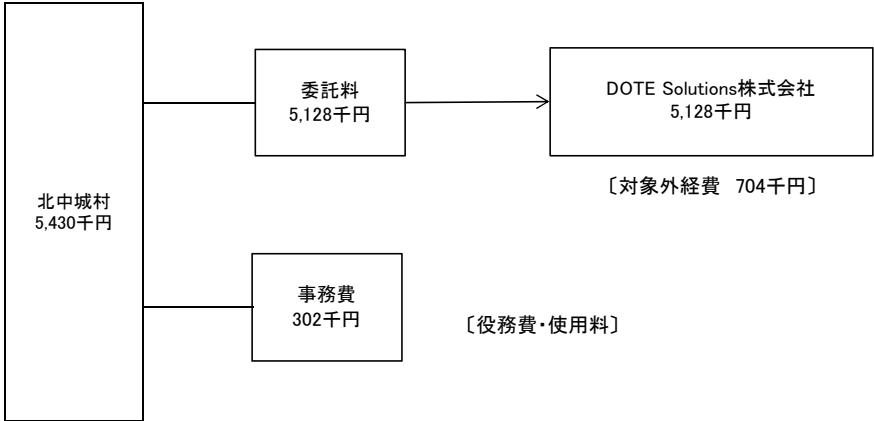 委託料
5,128千円
DOTE Solutions株式会社
5,128千円
〔対象外経費　704千円〕
北中城村
5,430千円
事務費
302千円
〔役務費・使用料〕